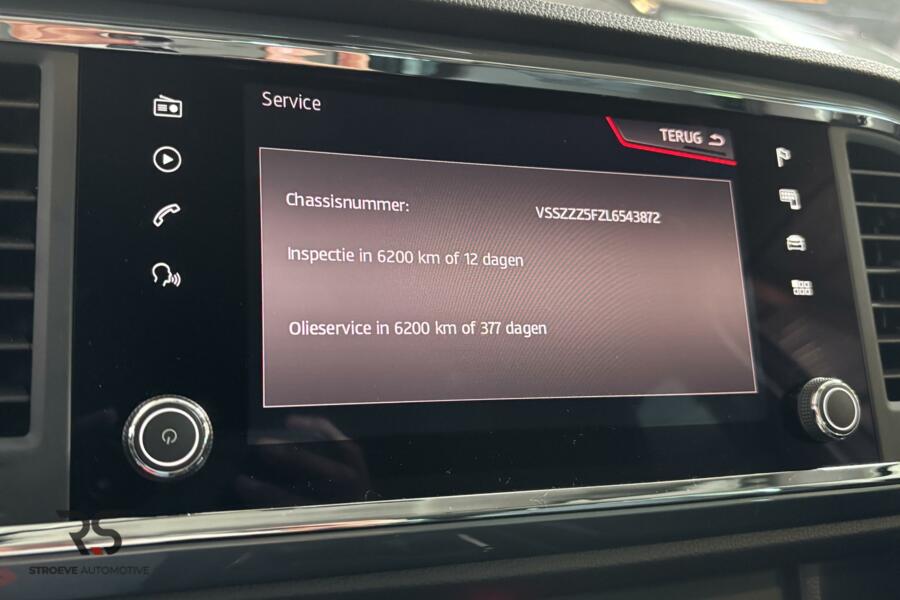 Service
TERUG
Chassisnummer:
VSSZZZ5FZL6543872
Inspectie in 6200 km of 12 dagen
Olieservice in 6200 km of 377 dagen
RS
STROEVE AUTOMOTIVE